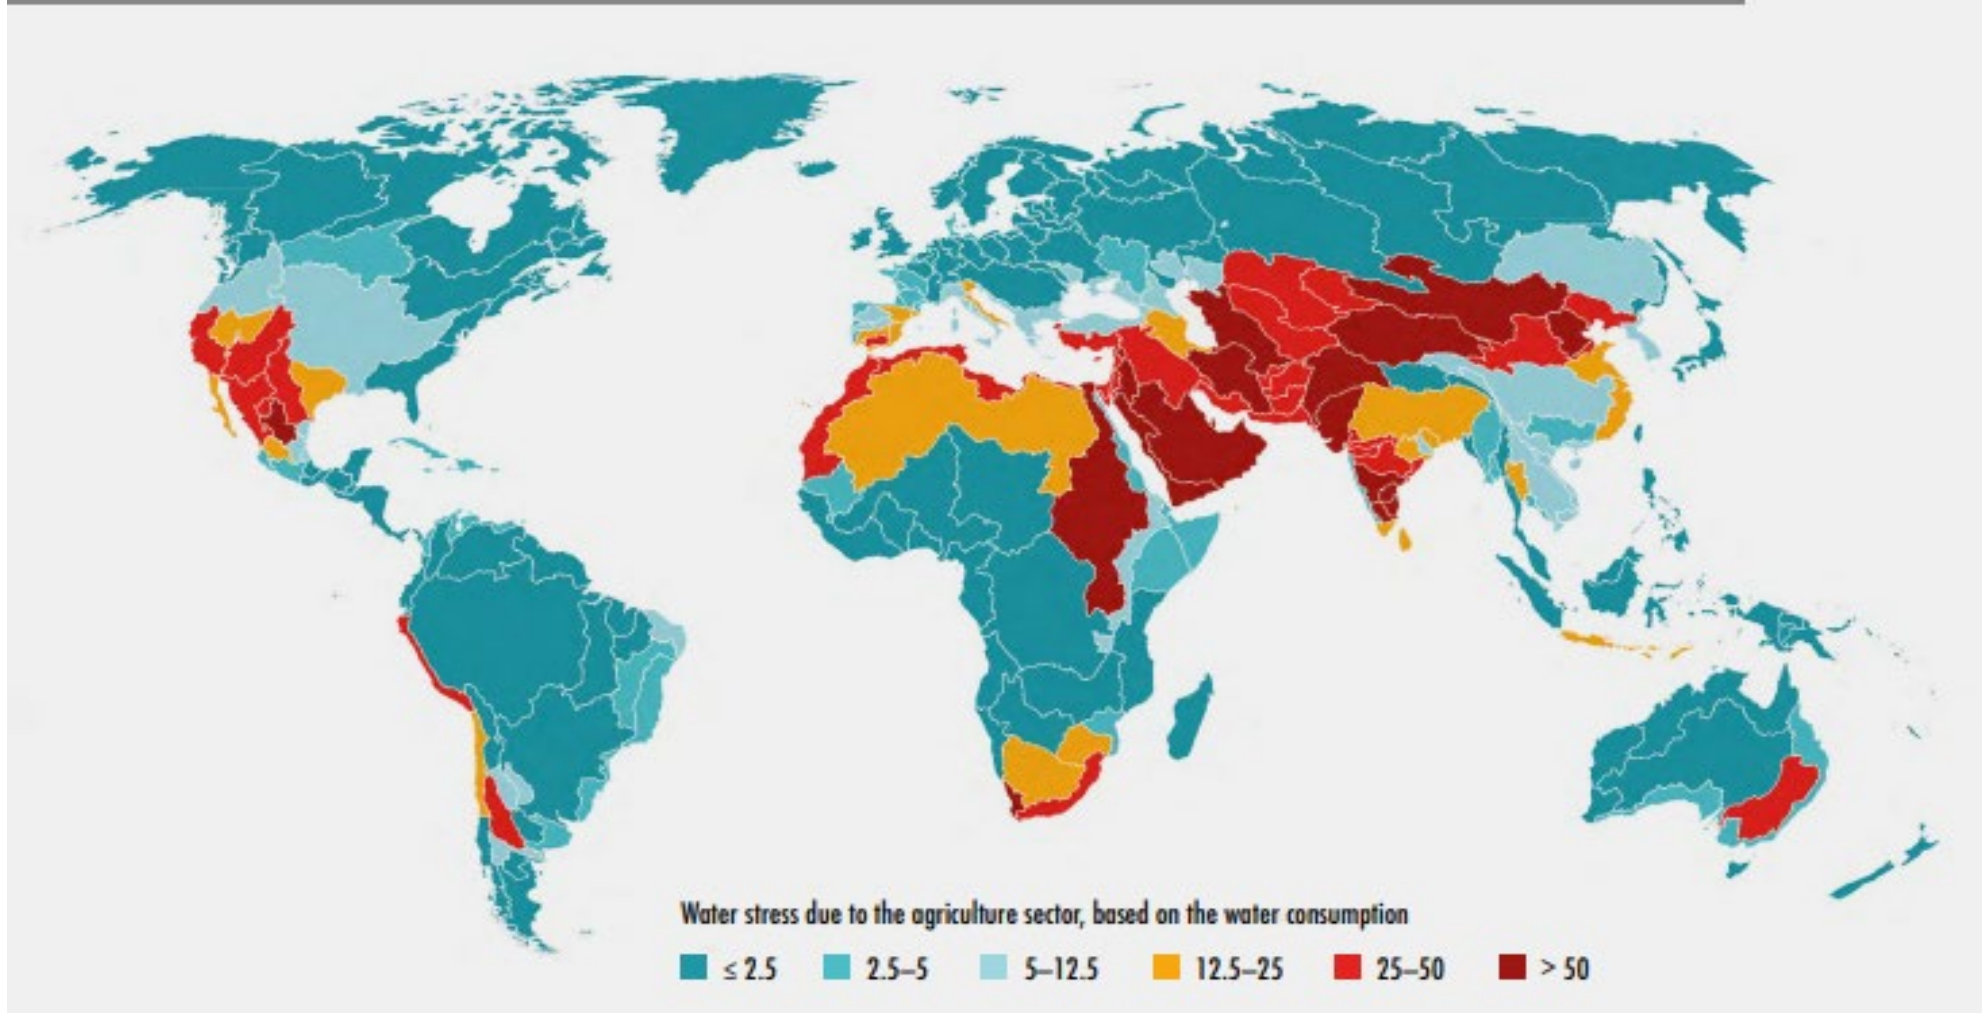 Water stress due to the agriculture sector, based on the water consumption
≤ 2.5 2.5–5 5–12.5 12.5–25 25–50 > 50